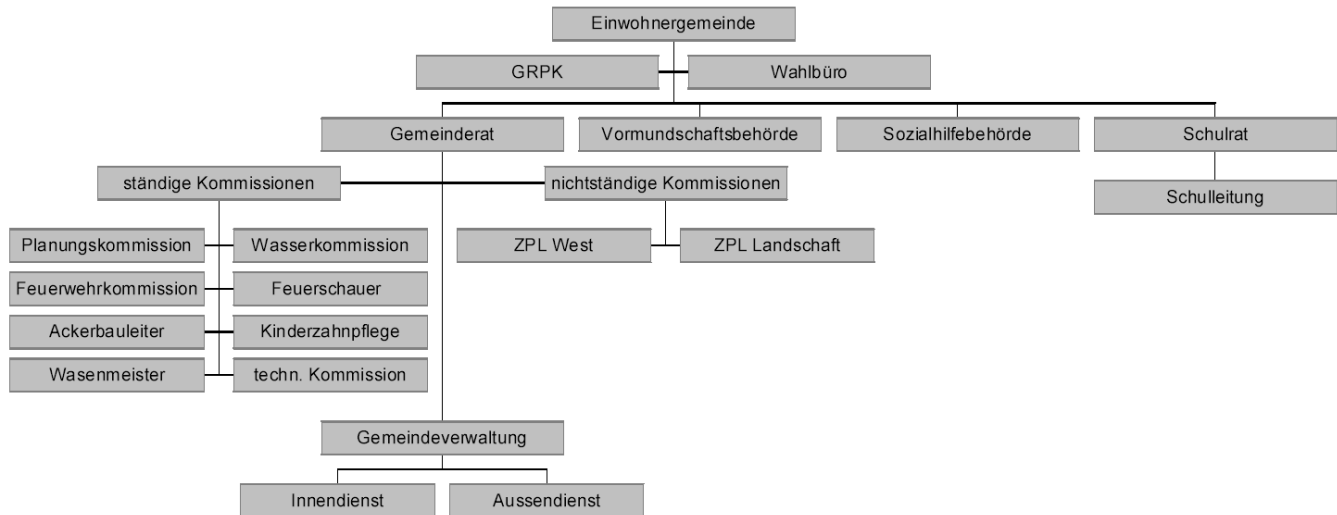 Einwohnergemeinde
GRPK
Wahlbüro
Gemeinderat
Vormundschaftsbehörde
Sozialhilfebehörde
Schulrat
ständige Kommissionen
nichtständige Kommissionen
Schulleitung
Planungskommission
Wasserkommission
ZPL West
ZPL Landschaft
Feuerwehrkommission
Feuerschauer
Ackerbauleiter
Kinderzahnpflege
Wasenmeister
techn. Kommission
Gemeindeverwaltung
Innendienst
Aussendienst